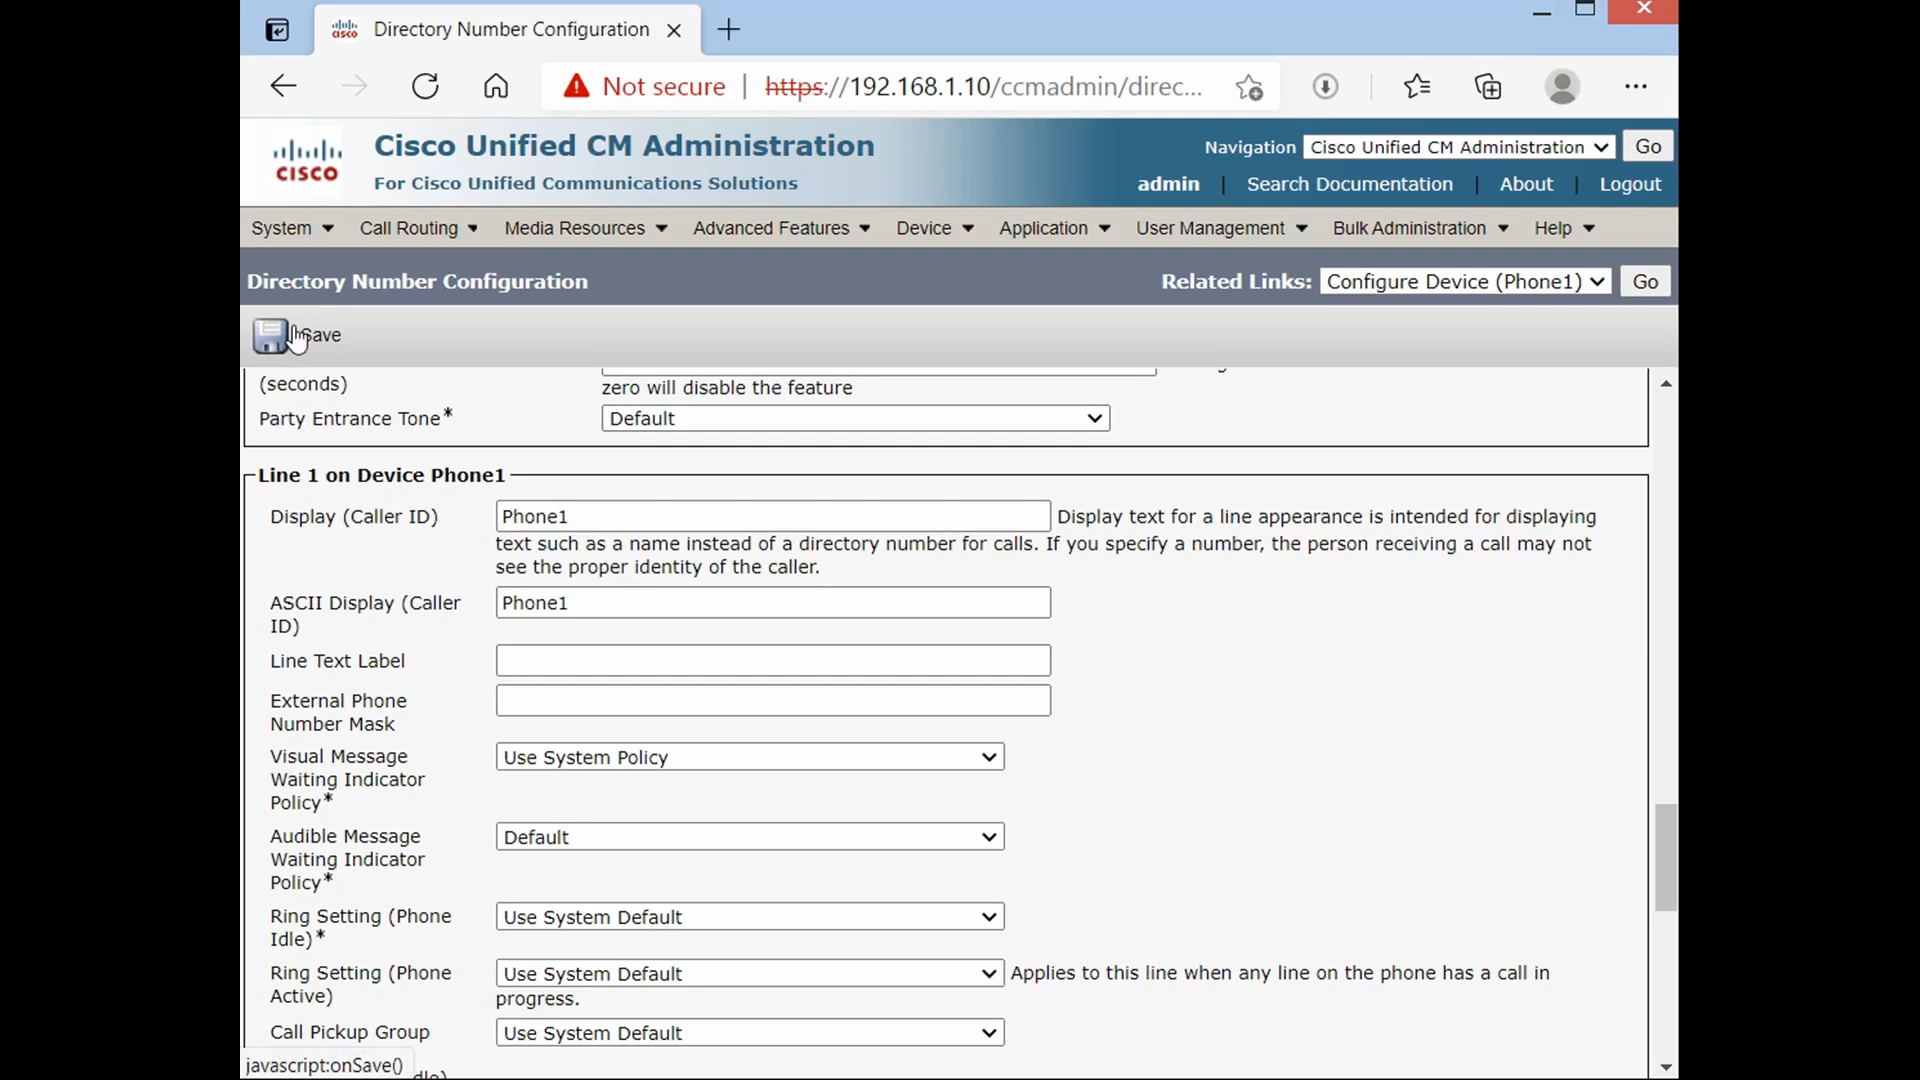 Directory Number Configuration
Not secure | https://192.168.1.10/ccmadmin/direc...
CISCO
Cisco Unified CM Administration
For Cisco Unified Communications Solutions
Navigation Cisco Unified CM Administration Go
admin | Search Documentation | About | Logout
System Call Routing Media Resources Advanced Features Device Application User Management Bulk Administration Help
Directory Number Configuration
Related Links: Configure Device (Phone1) Go
Save
(seconds)
zero will disable the feature
Party Entrance Tone* Default
Line 1 on Device Phone1
Display (Caller ID) Phone1 Display text for a line appearance is intended for displaying
text such as a name instead of a directory number for calls. If you specify a number, the person receiving a call may not
see the proper identity of the caller.
ASCII Display (Caller
ID)
Phone1
Line Text Label
External Phone
Number Mask
Visual Message
Waiting Indicator
Policy*
Use System Policy
Audible Message
Waiting Indicator
Policy*
Default
Ring Setting (Phone
Idle)*
Use System Default
Ring Setting (Phone
Active)
Use System Default Applies to this line when any line on the phone has a call in
progress.
Call Pickup Group Use System Default
javascript:onSave()